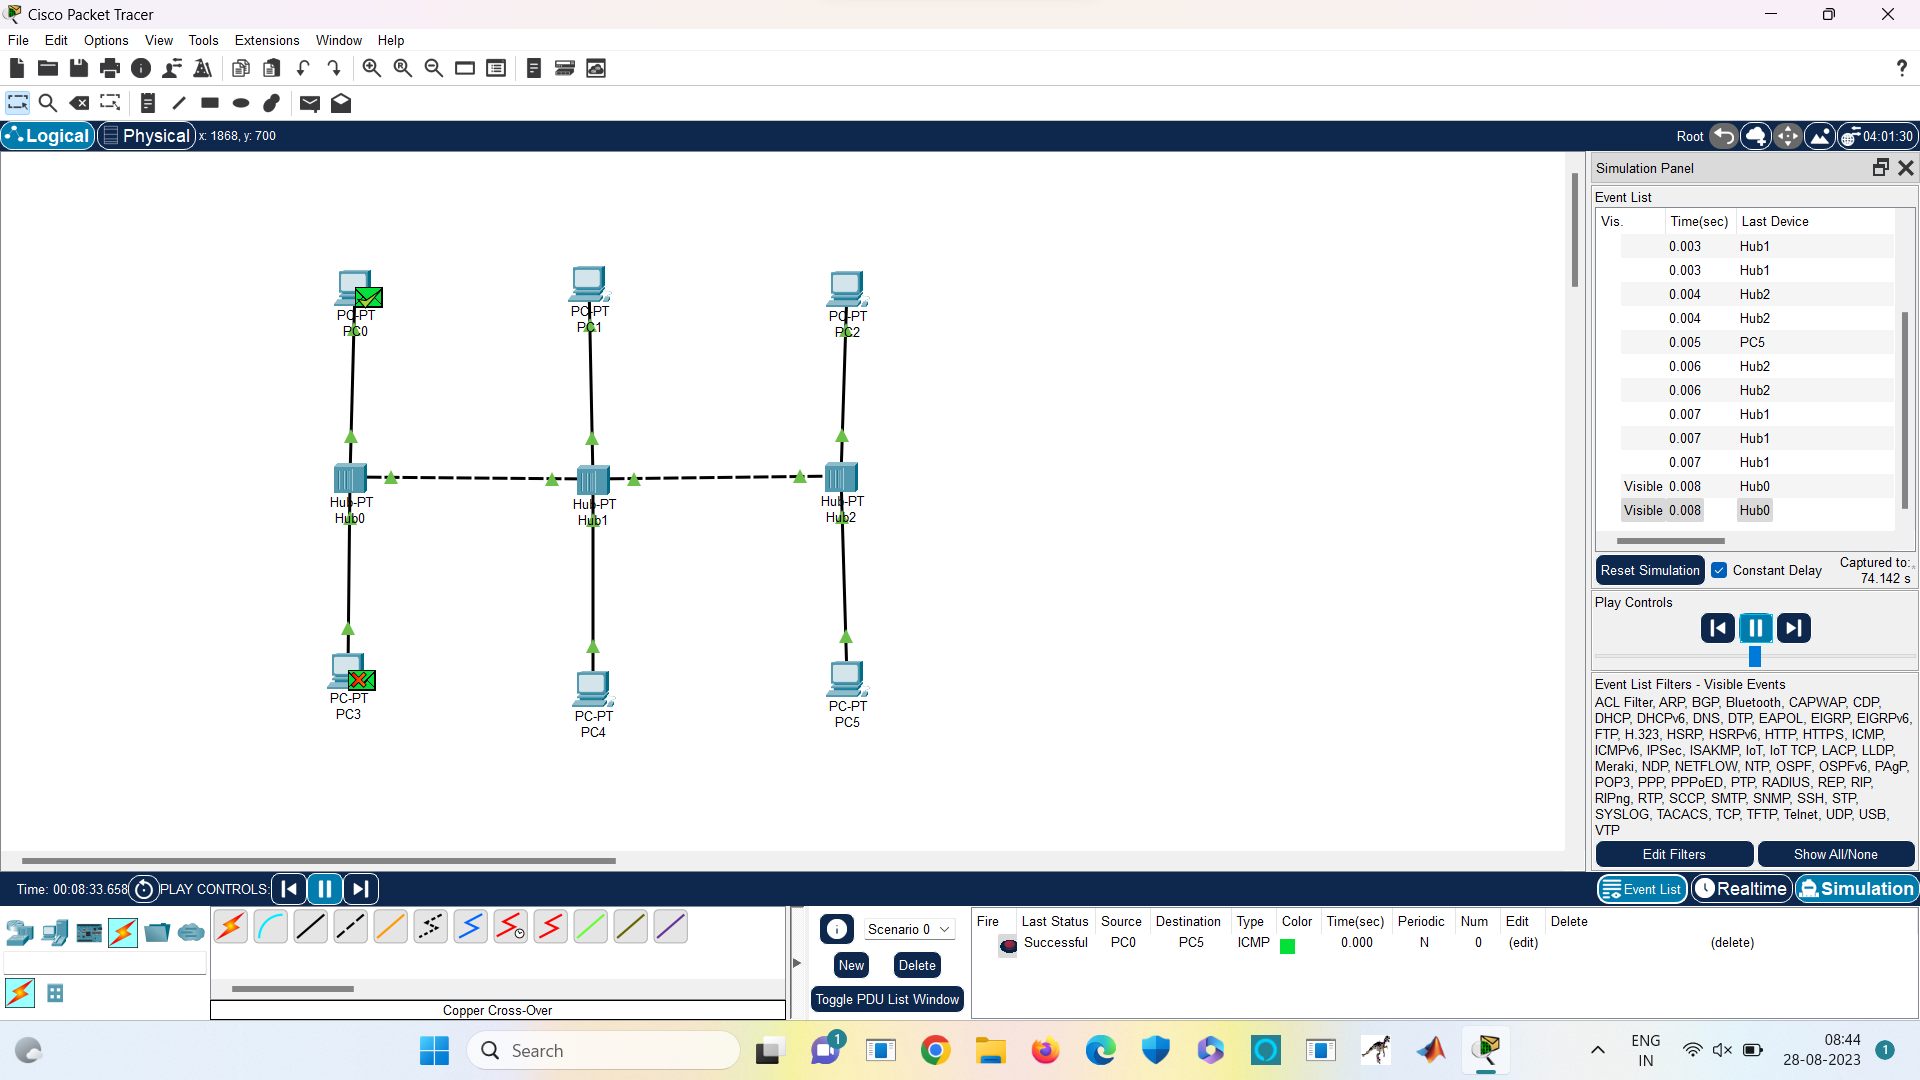 Cisco Packet Tracer
File Edit Options View Tools Extensions Window Help
?
Logical Physical x: 1868, y: 700
Root 04:01:30
PC-PT
PC0
PC-PT
PC1
PC-PT
PC2
Hub-PT
Hub0
Hub-PT
Hub1
Hub-PT
Hub2
PC-PT
PC3
PC-PT
PC4
PC-PT
PC5
Simulation Panel
Event List
Vis. Time(sec) Last Device
0.003 Hub1
0.003 Hub1
0.004 Hub2
0.004 Hub2
0.005 PC5
0.006 Hub2
0.006 Hub2
0.007 Hub1
0.007 Hub1
0.007 Hub1
Visible 0.008 Hub0
Visible 0.008 Hub0
Reset Simulation Constant Delay Captured to:
74.142 s
Play Controls
Event List Filters - Visible Events
ACL Filter, ARP, BGP, Bluetooth, CAPWAP, CDP,
DHCP, DHCPv6, DNS, DTP, EAPOL, EIGRP, EIGRPv6,
FTP, H.323, HSRP, HSRPv6, HTTP, HTTPS, ICMP,
ICMPv6, IPSec, ISAKMP, IoT, IoT TCP, LACP, LLDP,
Meraki, NDP, NETFLOW, NTP, OSPF, OSPFv6, PAgP,
POP3, PPP, PPPoED, PTP, RADIUS, REP, RIP,
RIPng, RTP, SCCP, SMTP, SNMP, SSH, STP,
SYSLOG, TACACS, TCP, TFTP, Telnet, UDP, USB,
VTP
Edit Filters Show All/None
Time: 00:08:33.658 PLAY CONTROLS:
Event List Realtime Simulation
Copper Cross-Over
Scenario 0
New Delete
Toggle PDU List Window
Fire Last Status Source Destination Type Color Time(sec) Periodic Num Edit Delete
Successful PC0 PC5 ICMP 0.000 N 0 (edit) (delete)
Search
1
ENG
IN
08:44
28-08-2023
1